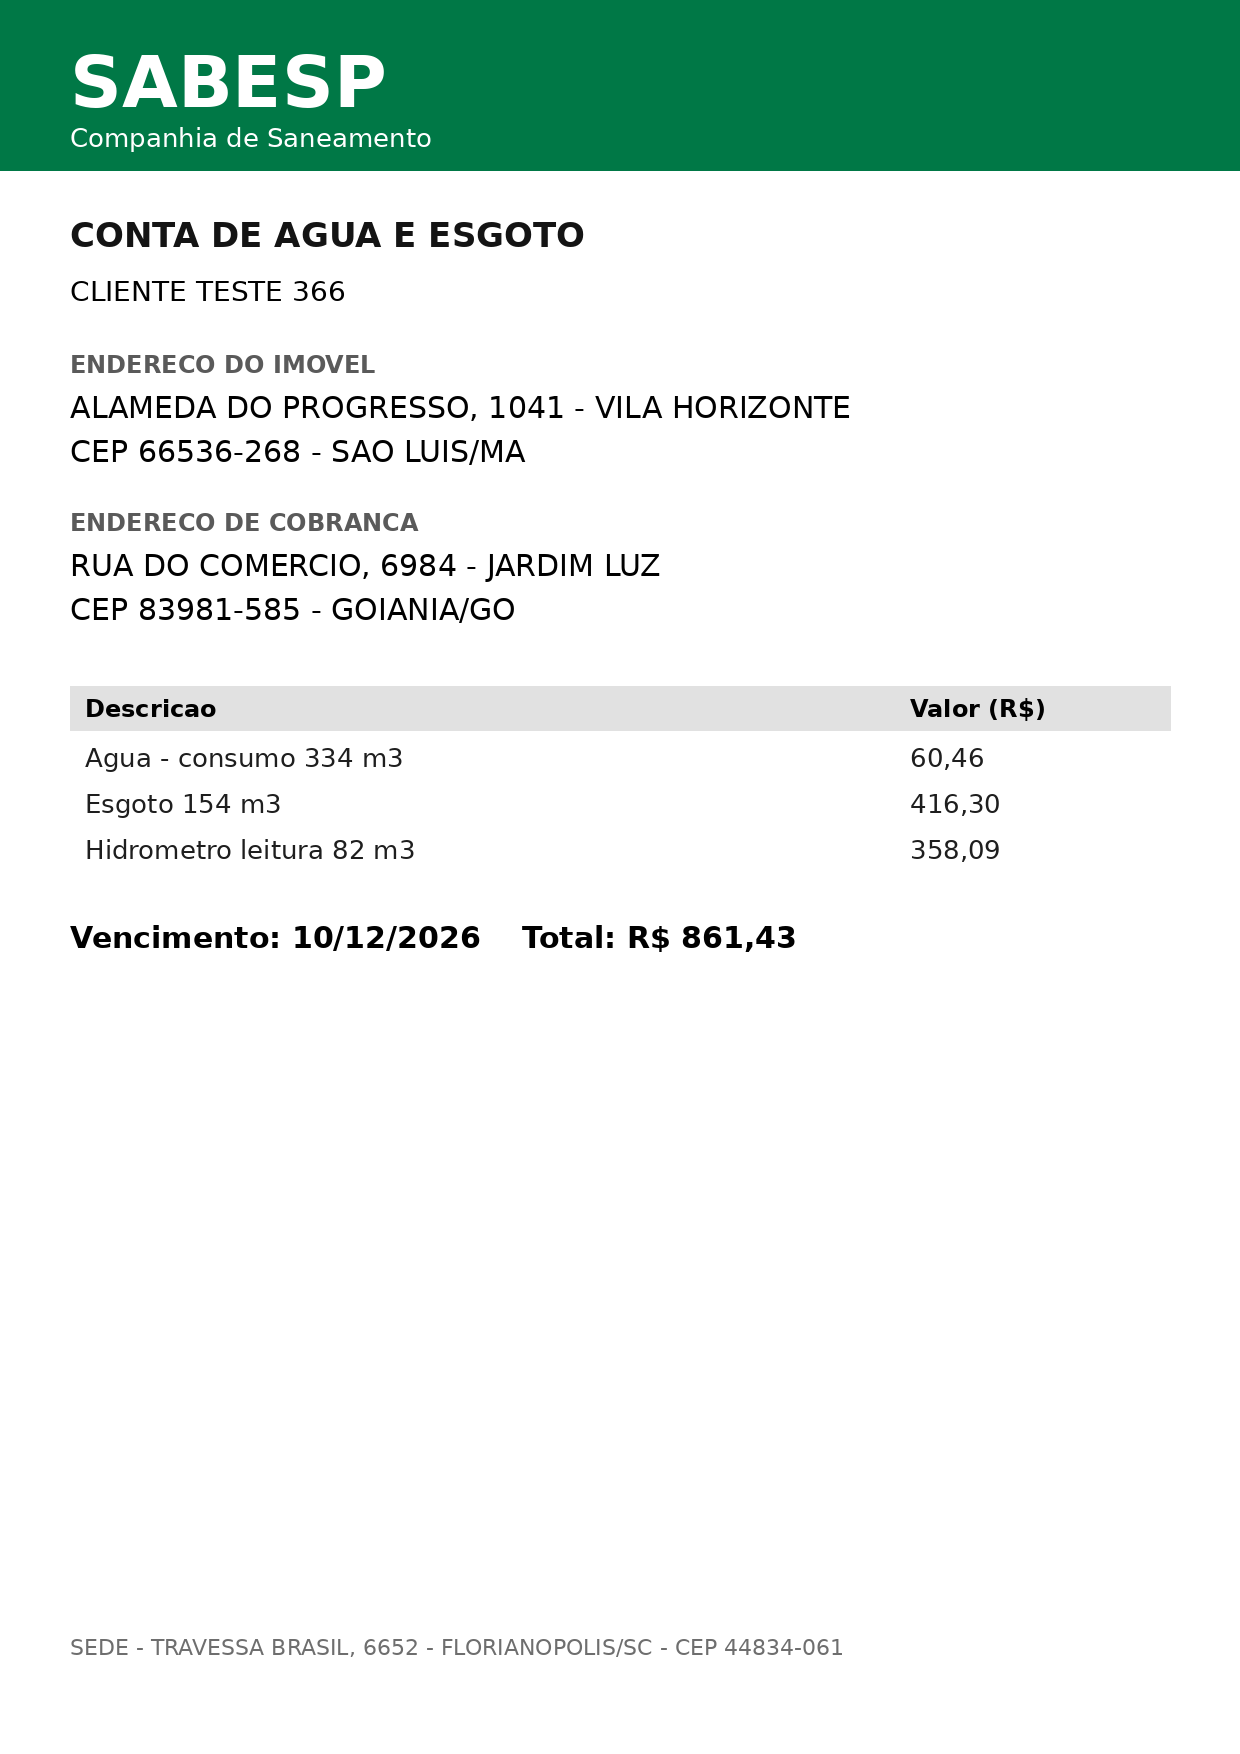 SABESP
Companhia de Saneamento
CONTA DE AGUA E ESGOTO
CLIENTE TESTE 366
ENDERECO DO IMOVEL
ALAMEDA DO PROGRESSO, 1041 - VILA HORIZONTE
CEP 66536-268 - SAO LUIS/MA
ENDERECO DE COBRANCA
RUA DO COMERCIO, 6984 - JARDIM LUZ
CEP 83981-585 - GOIANIA/GO
Descricao Valor (R$)
Agua - consumo 334 m3 60,46
Esgoto 154 m3 416,30
Hidrometro leitura 82 m3 358,09
Vencimento: 10/12/2026 Total: R$ 861,43
SEDE - TRAVESSA BRASIL, 6652 - FLORIANOPOLIS/SC - CEP 44834-061